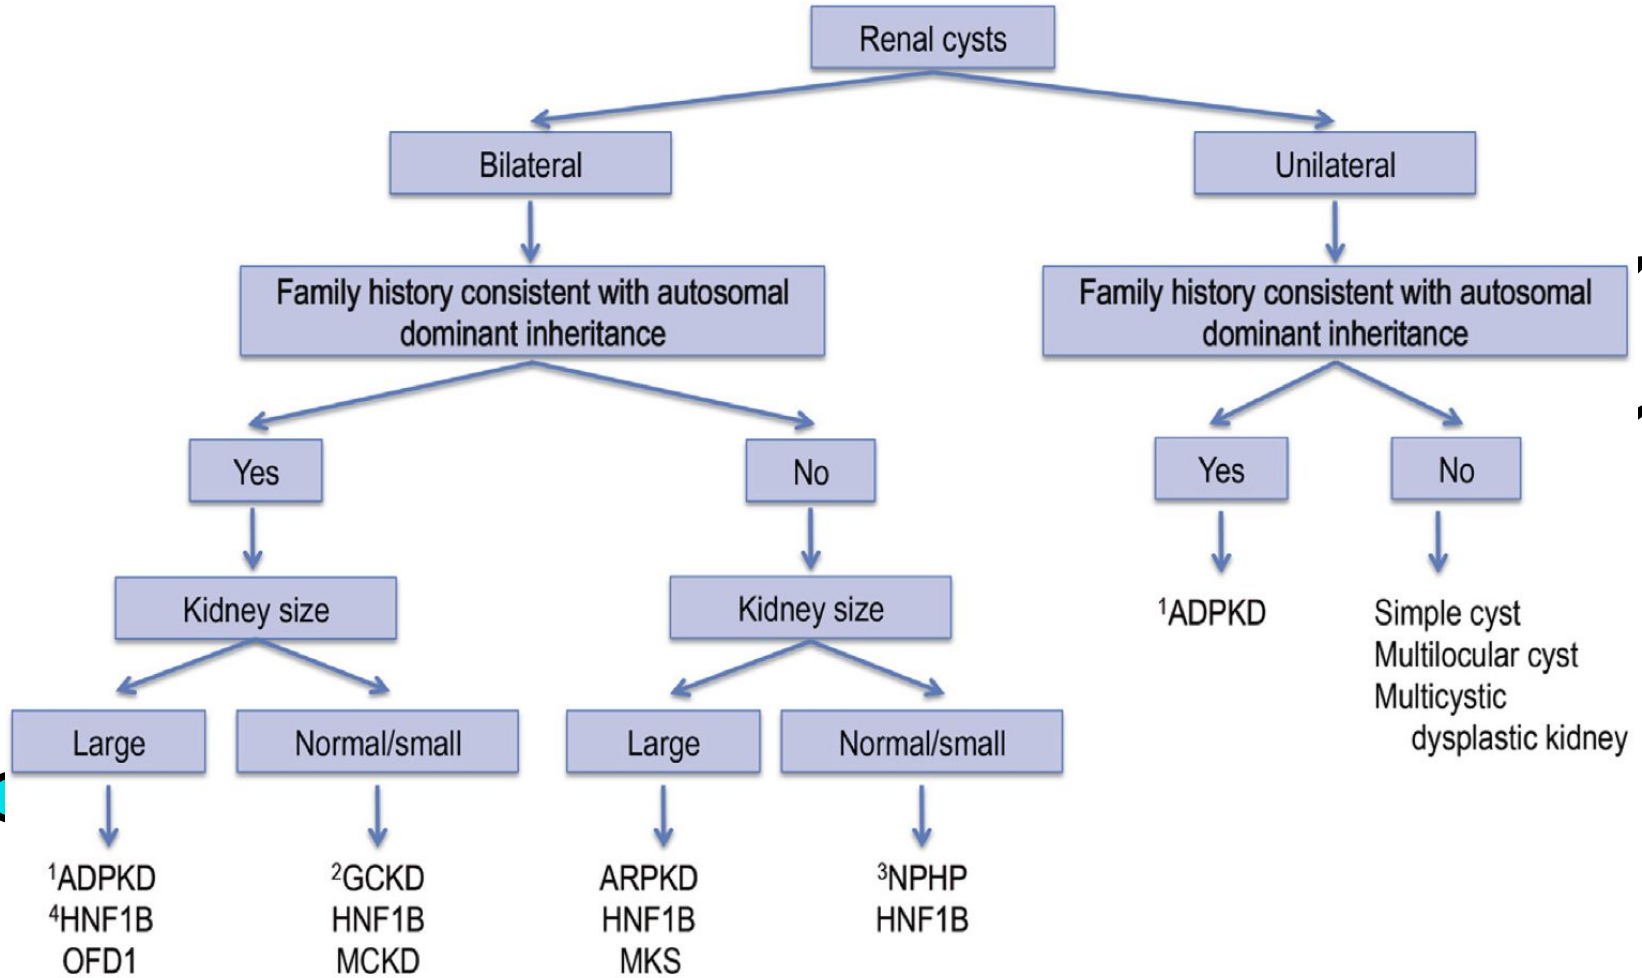 Renal cysts
Bilateral
Unilateral
Family history consistent with autosomal
dominant inheritance
Family history consistent with autosomal
dominant inheritance
Yes
No
Yes
No
Kidney size
Kidney size
¹ADPKD
Simple cyst
Multilocular cyst
Multicystic
dysplastic kidney
Large
Normal/small
Large
Normal/small
¹ADPKD
⁴HNF1B
OFD1
²GCKD
HNF1B
MCKD
ARPKD
HNF1B
MKS
³NPHP
HNF1B